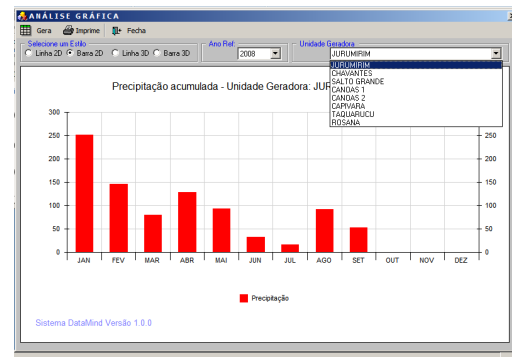 ANÁLISE GRÁFICA
Gera Imprime Fecha
Selecione um Estilo Ano Ref: Unidade Geradora
Linha 2D Barra 2D Linha 3D Barra 3D 2008 JURUMIRIM
JURUMIRIM
CHAVANTES
SALTO GRANDE
CANOAS 1
CANOAS 2
CAPIVARA
TAQUARUCU
ROSANA
Precipitação acumulada - Unidade Geradora: JUR
300
250 250
200 200
150 150
100 100
50 50
0 0
JAN FEV MAR ABR MAI JUN JUL AGO SET OUT NOV DEZ
Precipitação
Sistema DataMind Versão 1.0.0